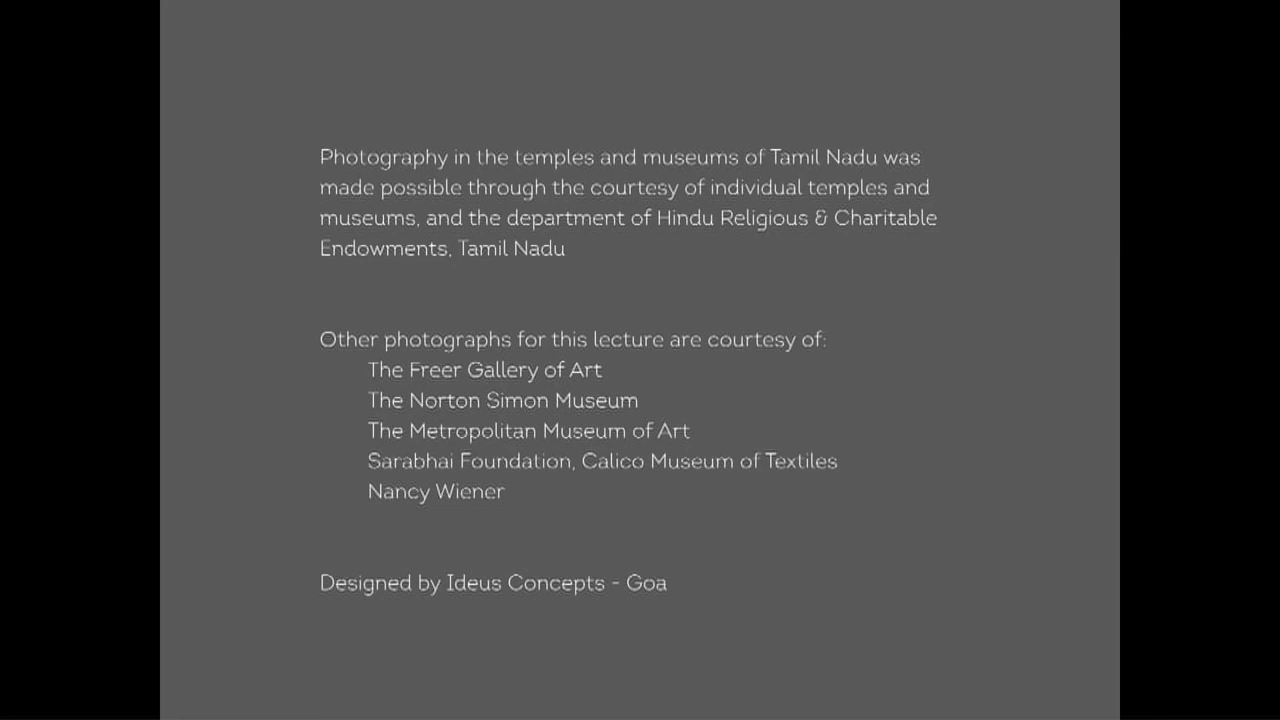 Photography in the temples and museums of Tamil Nadu was
made possible through the courtesy of individual temples and
museums, and the department of Hindu Religious & Charitable
Endowments, Tamil Nadu
Other photographs for this lecture are courtesy of:
The Freer Gallery of Art
The Norton Simon Museum
The Metropolitan Museum of Art
Sarabhai Foundation, Calico Museum of Textiles
Nancy Wiener
Designed by Ideus Concepts - Goa